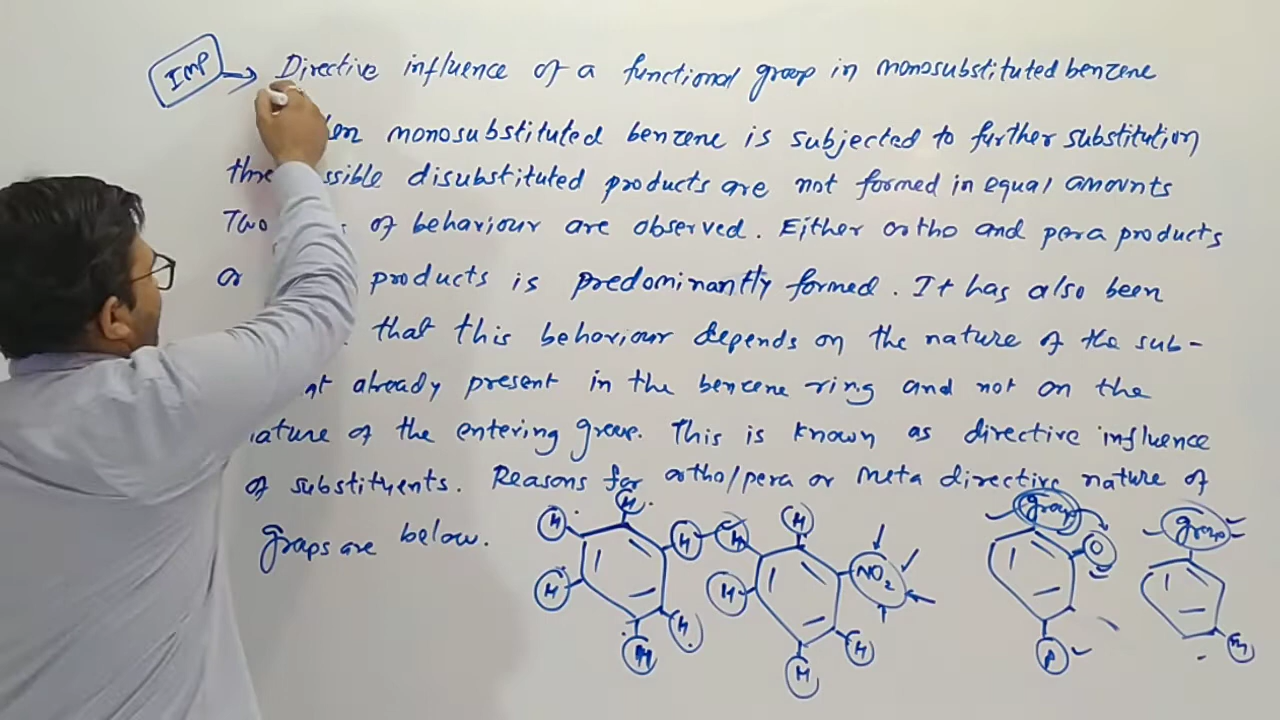 IMP → Directive influence of a functional group in monosubstituted benzene
monosubstituted benzene is subjected to further substitution
disubstituted products are not formed in equal amounts
Two of behaviour are observed. Either ortho and para products
products is predominantly formed. It has also been
that this behaviour depends on the nature of the sub-
already present in the benzene ring and not on the
nature of the entering group. This is known as directive influence
of substituents. Reasons for ortho/para or Meta directive nature of
groups are below.
H H H H H H
H H H H H NO2
group O P
group m